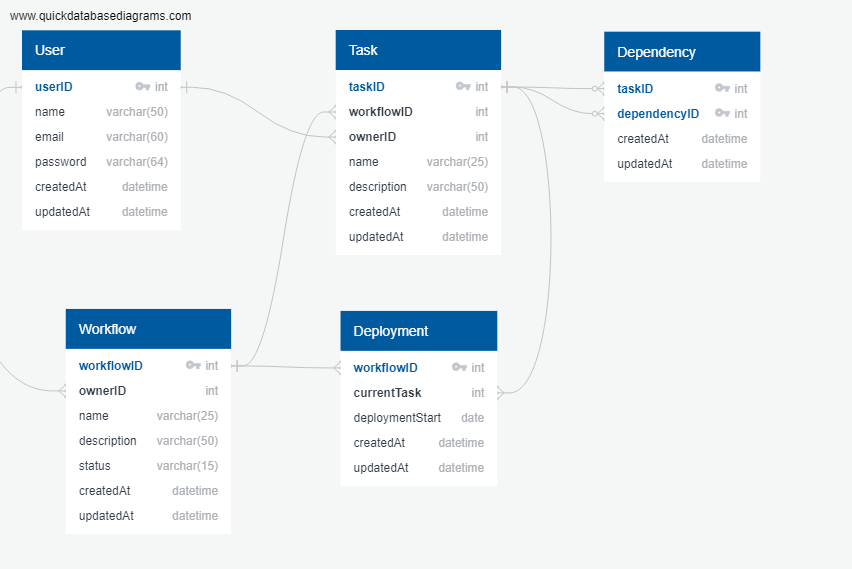 www.quickdatabasediagrams.com
User
userID int
name varchar(50)
email varchar(60)
password varchar(64)
createdAt datetime
updatedAt datetime
Task
taskID int
workflowID int
ownerID int
name varchar(25)
description varchar(50)
createdAt datetime
updatedAt datetime
Dependency
taskID int
dependencyID int
createdAt datetime
updatedAt datetime
Workflow
workflowID int
ownerID int
name varchar(25)
description varchar(50)
status varchar(15)
createdAt datetime
updatedAt datetime
Deployment
workflowID int
currentTask int
deploymentStart date
createdAt datetime
updatedAt datetime